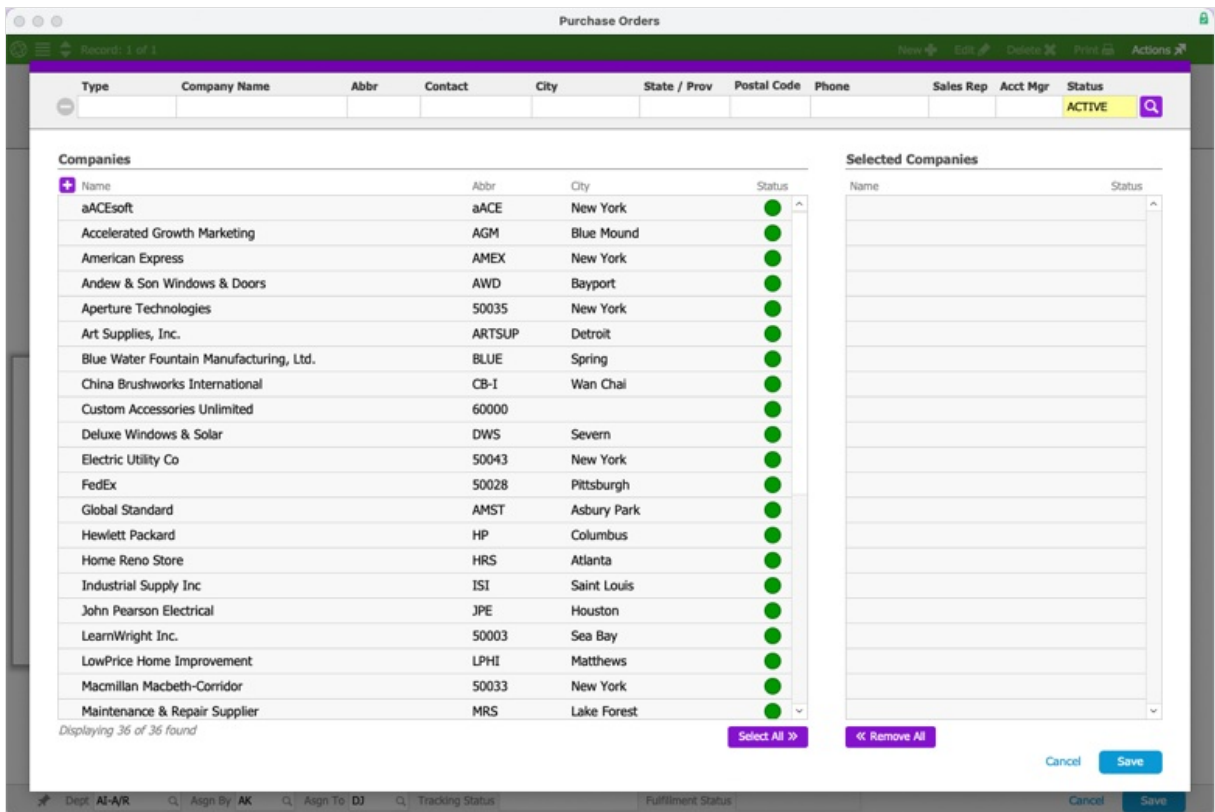 Purchase Orders
Record: 1 of 1 New Edit Delete Print Actions
Type Company Name Abbr Contact City State / Prov Postal Code Phone Sales Rep Acct Mgr Status
ACTIVE
Companies Selected Companies
Name Abbr City Status Name Status
aACEsoft aACE New York
Accelerated Growth Marketing AGM Blue Mound
American Express AMEX New York
Andew & Son Windows & Doors AWD Bayport
Aperture Technologies 50035 New York
Art Supplies, Inc. ARTSUP Detroit
Blue Water Fountain Manufacturing, Ltd. BLUE Spring
China Brushworks International CB-I Wan Chai
Custom Accessories Unlimited 60000
Deluxe Windows & Solar DWS Severn
Electric Utility Co 50043 New York
FedEx 50028 Pittsburgh
Global Standard AMST Asbury Park
Hewlett Packard HP Columbus
Home Reno Store HRS Atlanta
Industrial Supply Inc ISI Saint Louis
John Pearson Electrical JPE Houston
LearnWright Inc. 50003 Sea Bay
LowPrice Home Improvement LPHI Matthews
Macmillan Macbeth-Corridor 50033 New York
Maintenance & Repair Supplier MRS Lake Forest
Displaying 36 of 36 found
Select All » « Remove All
Cancel Save
Dept AI-A/R Asgn By AK Asgn To DJ Tracking Status Fulfillment Status Cancel Save